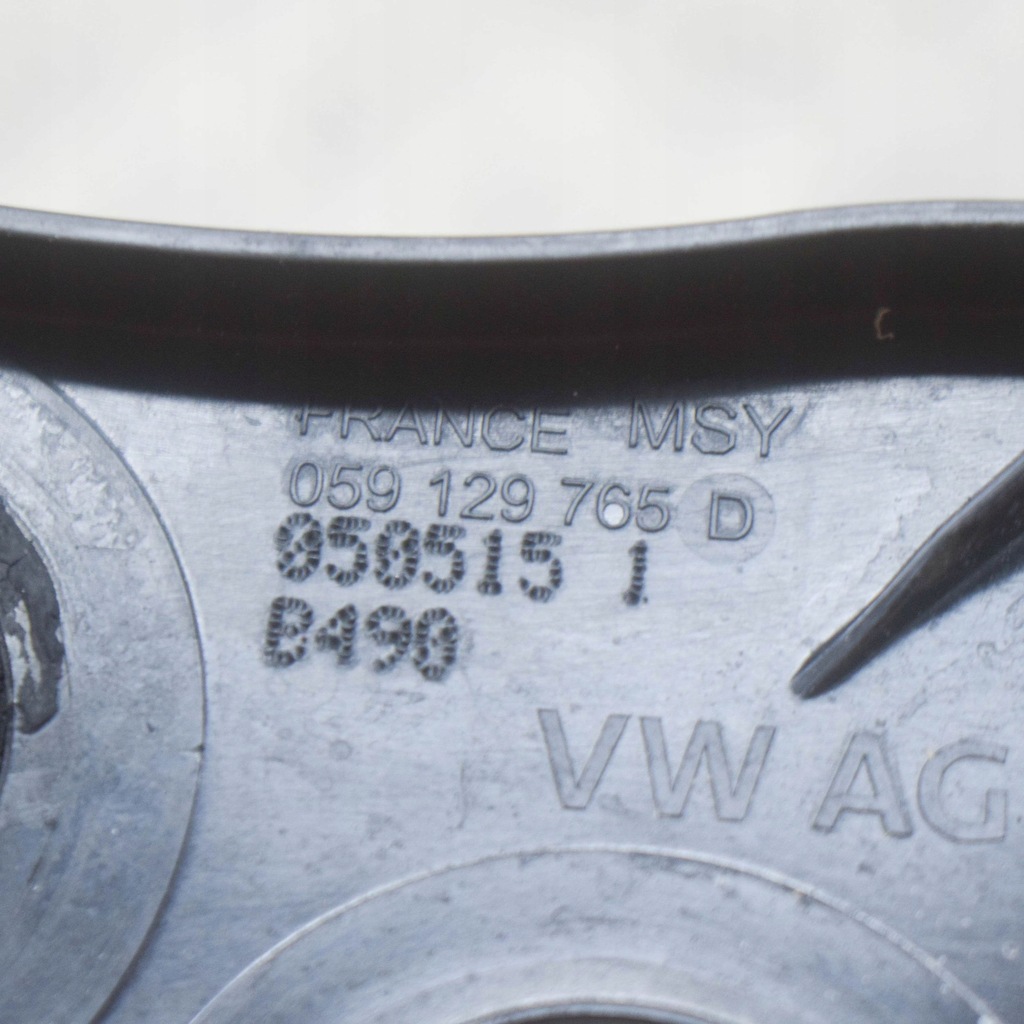 FRANCE MSY
059 129 765 D
050515 1
B490
VW AG